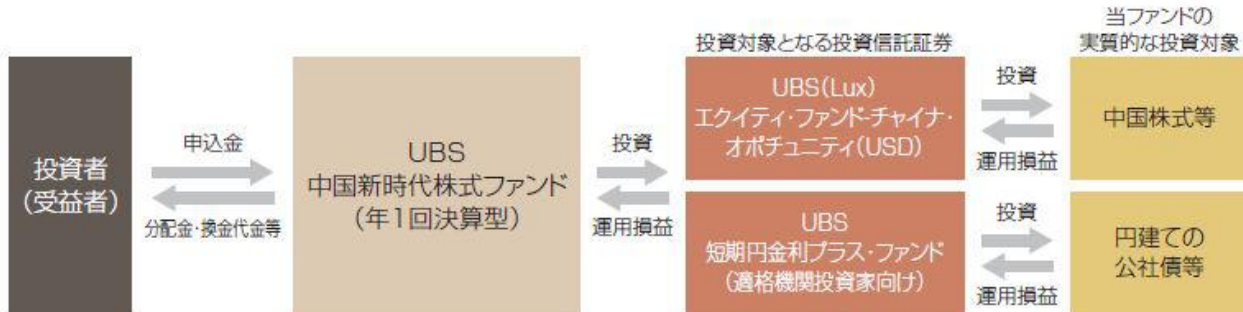 投資者
(受益者)
申込金
分配金・換金代金等
UBS
中国新時代株式ファンド
(年1回決算型)
投資
運用損益
投資対象となる投資信託証券
UBS(Lux)
エクイティ・ファンド-チャイナ・
オポチュニティ(USD)
UBS
短期円金利プラス・ファンド
(適格機関投資家向け)
投資
運用損益
投資
運用損益
当ファンドの
実質的な投資対象
中国株式等
円建ての
公社債等